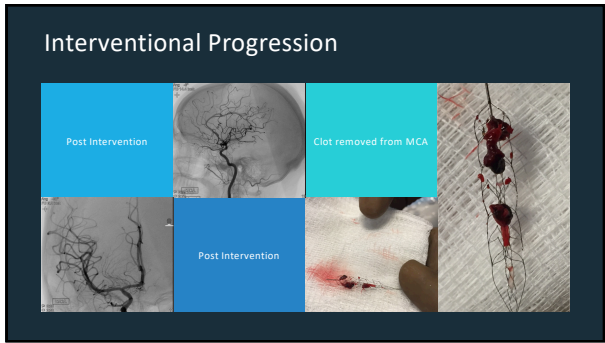 Interventional Progression
Post Intervention
Clot removed from MCA
Post Intervention